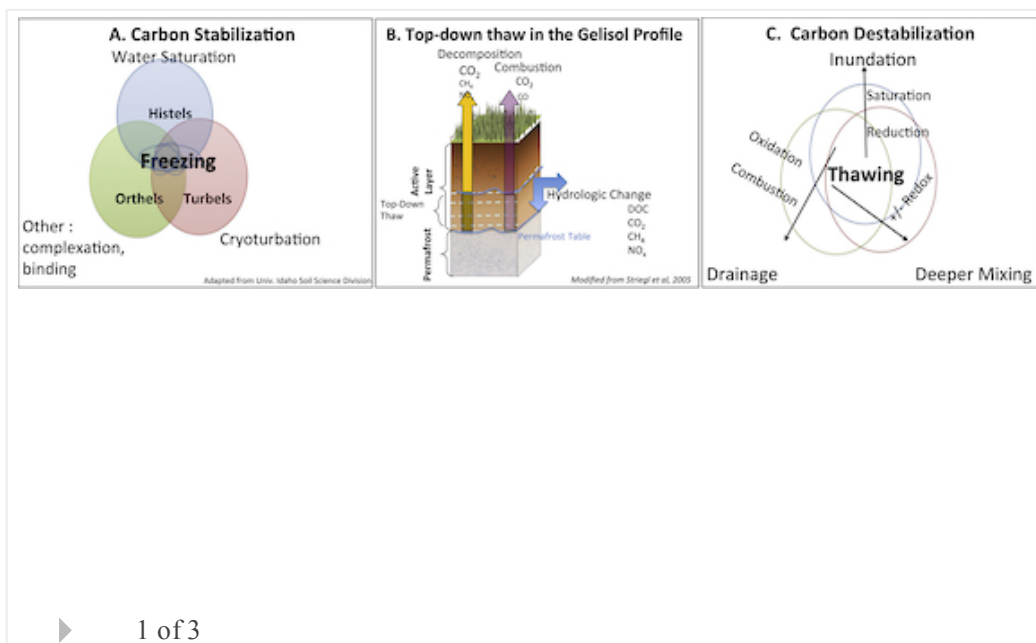 A. Carbon Stabilization
Water Saturation
Histels
Freezing
Orthels
Turbels
Other :
complexation,
binding
Cryoturbation
Adapted from Univ. Idaho Soil Science Division
B. Top-down thaw in the Gelisol Profile
Decomposition
Combustion
CO2
CH4
CO2
CO
Active
Layer
Top-Down
Thaw
Permafrost
Hydrologic Change
DOC
CO2
CH4
NOx
Permafrost Table
Modified from Striegl et al, 2005
C. Carbon Destabilization
Inundation
Saturation
Reduction
Oxidation
Combustion
Thawing
+/- Redox
Drainage
Deeper Mixing
1 of 3